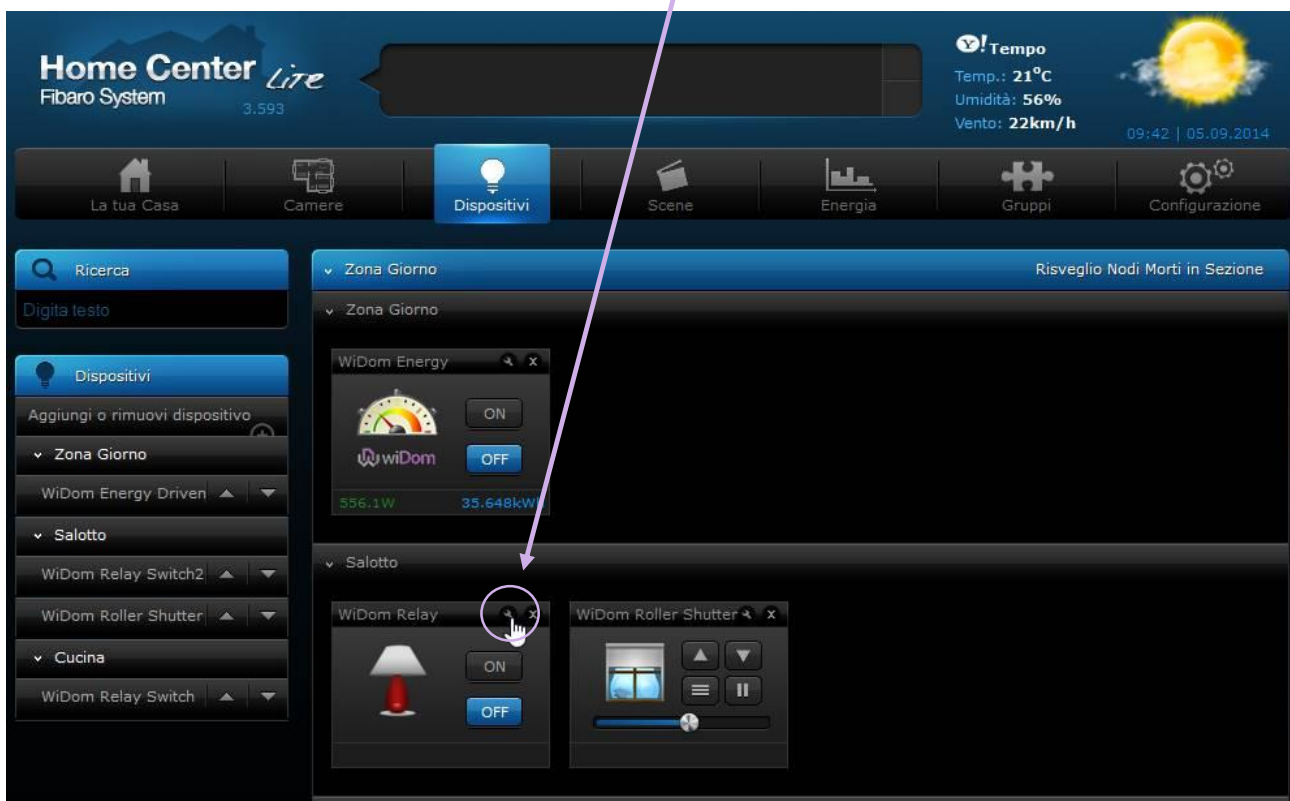 Home Center Lite
Fibaro System
3.593
Y! Tempo
Temp.: 21°C
Umidità: 56%
Vento: 22km/h
09:42 | 05.09.2014
La tua Casa
Camere
Dispositivi
Scene
Energia
Gruppi
Configurazione
Ricerca
Digita testo
Dispositivi
Aggiungi o rimuovi dispositivo
Zona Giorno
WiDom Energy Driven
Salotto
WiDom Relay Switch2
WiDom Roller Shutter
Cucina
WiDom Relay Switch
Zona Giorno
Risveglio Nodi Morti in Sezione
Zona Giorno
WiDom Energy
x
ON
wiDom
OFF
556.1W
35.648kWh
Salotto
WiDom Relay
x
ON
OFF
WiDom Roller Shutter
x